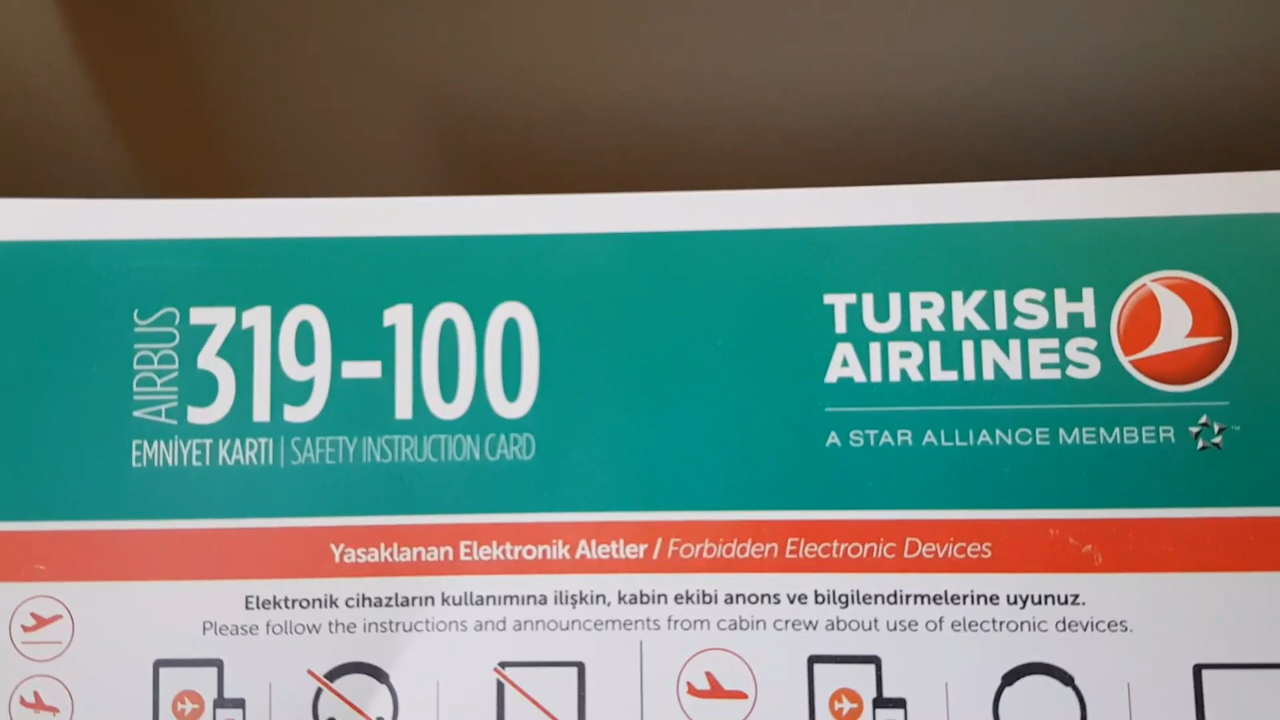 AIRBUS
319-100
EMNİYET KARTI | SAFETY INSTRUCTION CARD
TURKISH
AIRLINES
A STAR ALLIANCE MEMBER ™
Yasaklanan Elektronik Aletler / Forbidden Electronic Devices
Elektronik cihazların kullanımına ilişkin, kabin ekibi anons ve bilgilendirmelerine uyunuz.
Please follow the instructions and announcements from cabin crew about use of electronic devices.